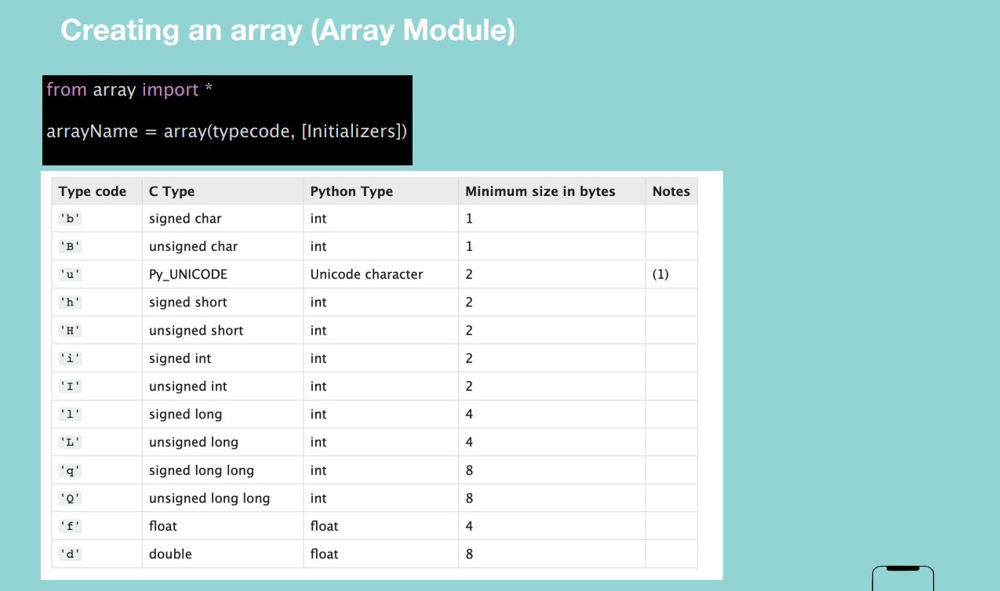 Creating an array (Array Module)
from array import *
arrayName = array(typecode, [Initializers])
Type code C Type Python Type Minimum size in bytes Notes
'b' signed char int 1
'B' unsigned char int 1
'u' Py_UNICODE Unicode character 2 (1)
'h' signed short int 2
'H' unsigned short int 2
'i' signed int int 2
'I' unsigned int int 2
'l' signed long int 4
'L' unsigned long int 4
'q' signed long long int 8
'Q' unsigned long long int 8
'f' float float 4
'd' double float 8